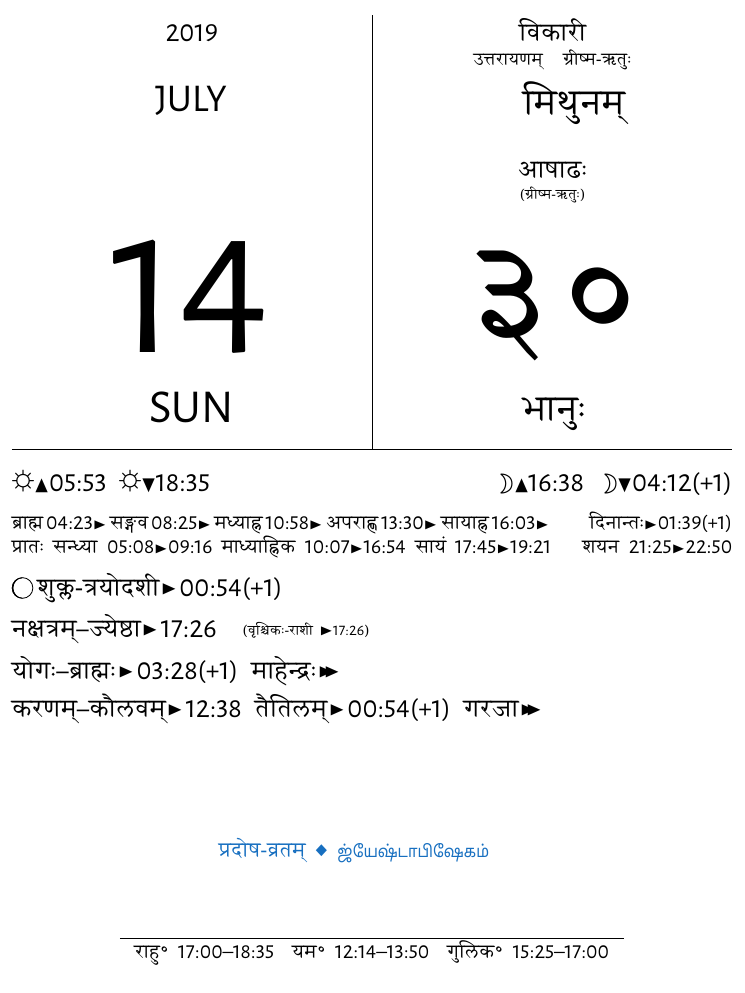 2019
JULY
14
SUN
विकारी
उत्तरायणम् ग्रीष्म-ऋतुः
मिथुनम्
आषाढः
(ग्रीष्म-ऋतुः)
३०
भानुः
☼▲05:53 ☼▼18:35 ☽▲16:38 ☽▼04:12(+1)
ब्राह्म 04:23► सङ्गव 08:25► मध्याह्न 10:58► अपराह्ण 13:30► सायाह्न 16:03► दिनान्तः►01:39(+1)
प्रातः सन्ध्या 05:08►09:16 माध्याह्निक 10:07►16:54 सायं 17:45►19:21 शयन 21:25►22:50
◯शुक्ल-त्रयोदशी►00:54(+1)
नक्षत्रम्–ज्येष्ठा►17:26 (वृश्चिकः-राशी ►17:26)
योगः–ब्राह्मः►03:28(+1) माहेन्द्रः►►
करणम्–कौलवम्►12:38 तैतिलम्►00:54(+1) गरजा►►
प्रदोष-व्रतम् ◆ ஜ்யேஷ்டாபிஷேகம்
राहु° 17:00–18:35 यम° 12:14–13:50 गुलिक° 15:25–17:00